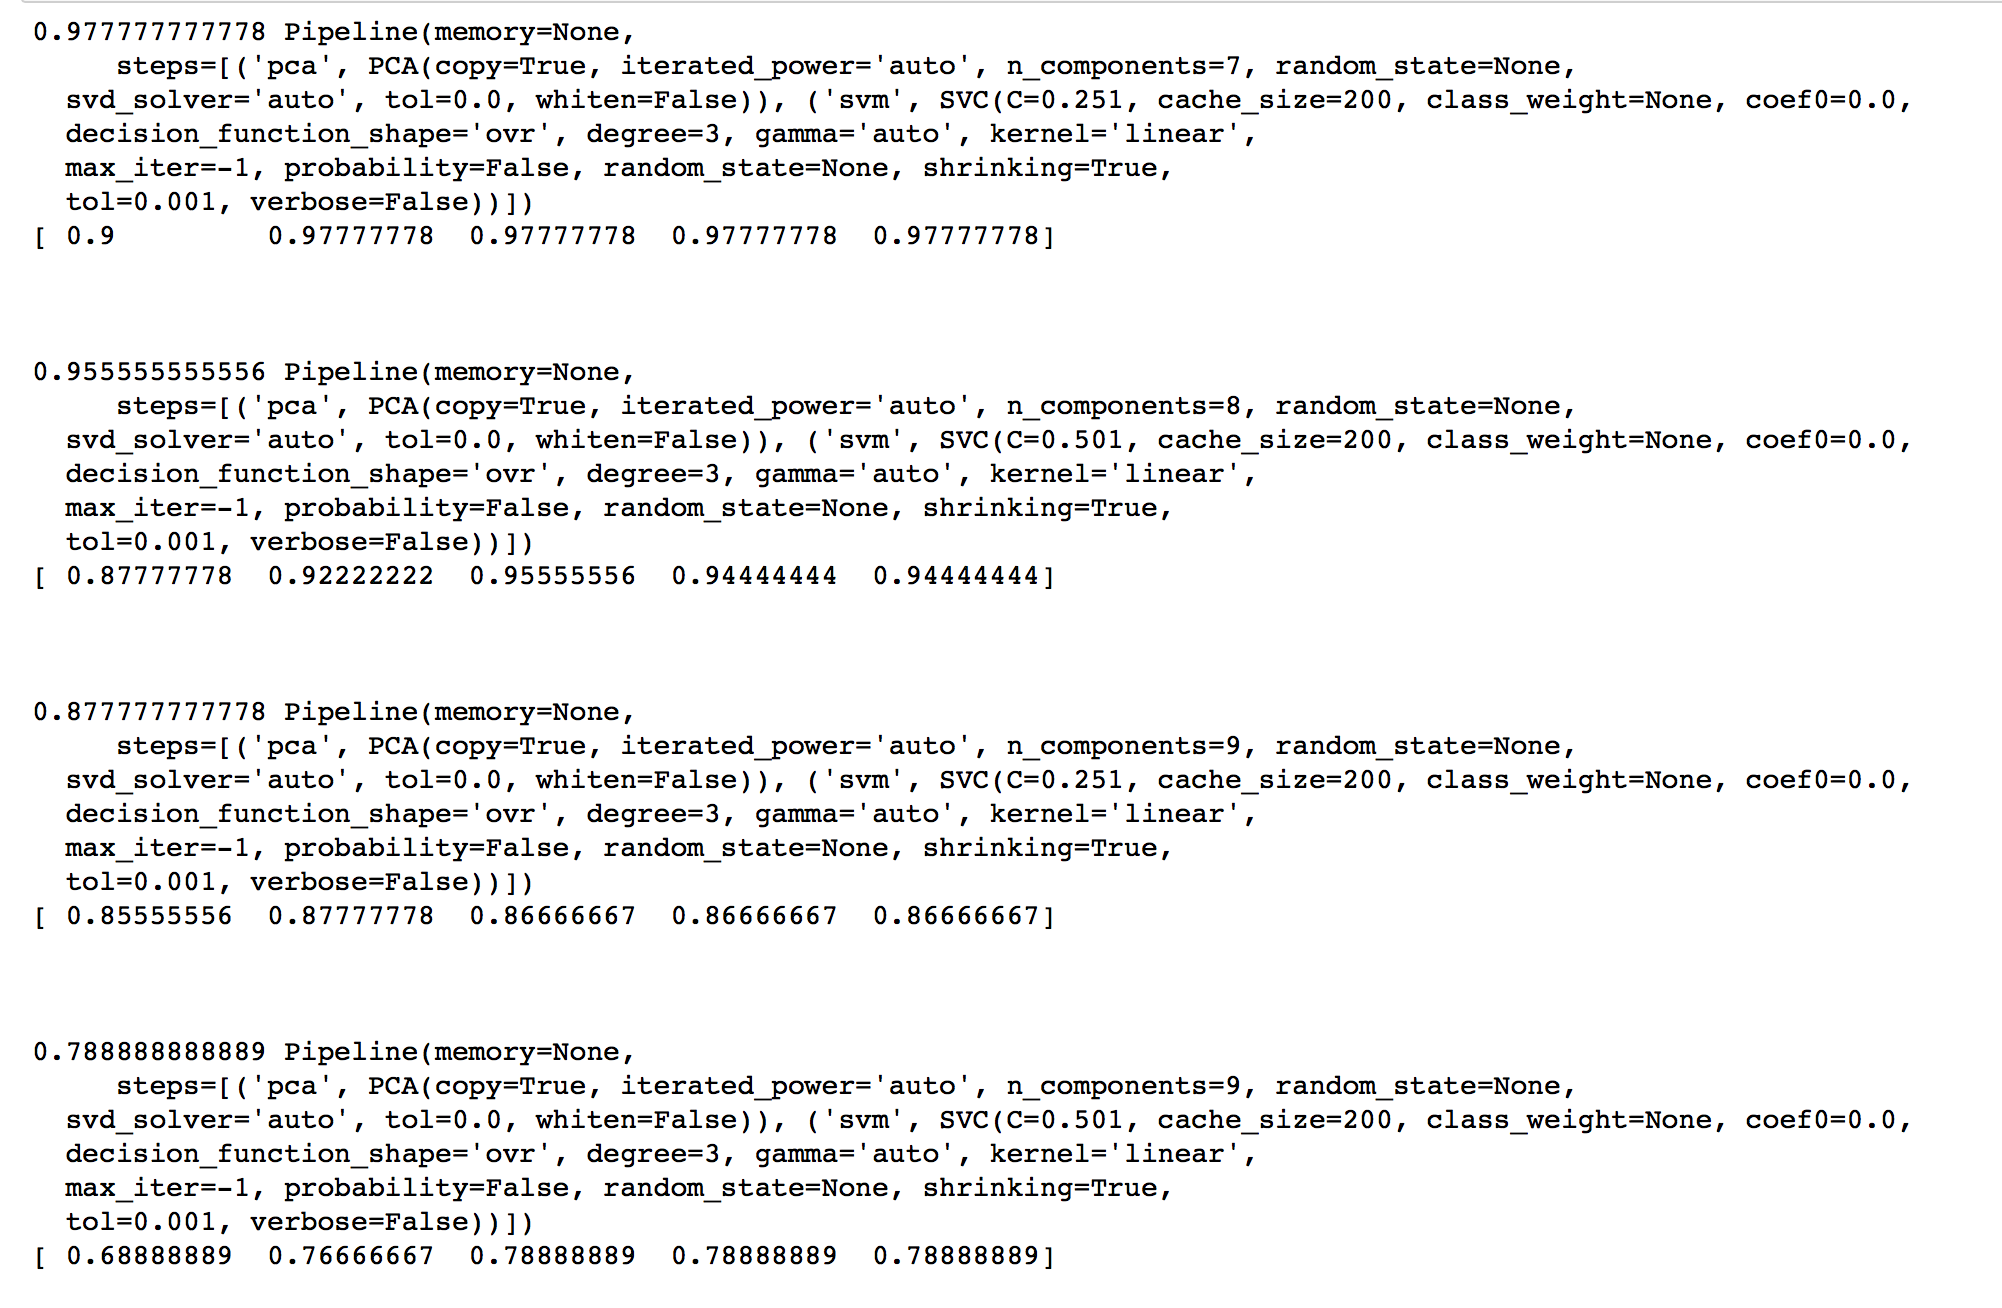 0.977777777778 Pipeline(memory=None,
     steps=[('pca', PCA(copy=True, iterated_power='auto', n_components=7, random_state=None,
  svd_solver='auto', tol=0.0, whiten=False)), ('svm', SVC(C=0.251, cache_size=200, class_weight=None, coef0=0.0,
  decision_function_shape='ovr', degree=3, gamma='auto', kernel='linear',
  max_iter=-1, probability=False, random_state=None, shrinking=True,
  tol=0.001, verbose=False))])
[ 0.9         0.97777778  0.97777778  0.97777778  0.97777778]
0.955555555556 Pipeline(memory=None,
     steps=[('pca', PCA(copy=True, iterated_power='auto', n_components=8, random_state=None,
  svd_solver='auto', tol=0.0, whiten=False)), ('svm', SVC(C=0.501, cache_size=200, class_weight=None, coef0=0.0,
  decision_function_shape='ovr', degree=3, gamma='auto', kernel='linear',
  max_iter=-1, probability=False, random_state=None, shrinking=True,
  tol=0.001, verbose=False))])
[ 0.87777778  0.92222222  0.95555556  0.94444444  0.94444444]
0.877777777778 Pipeline(memory=None,
     steps=[('pca', PCA(copy=True, iterated_power='auto', n_components=9, random_state=None,
  svd_solver='auto', tol=0.0, whiten=False)), ('svm', SVC(C=0.251, cache_size=200, class_weight=None, coef0=0.0,
  decision_function_shape='ovr', degree=3, gamma='auto', kernel='linear',
  max_iter=-1, probability=False, random_state=None, shrinking=True,
  tol=0.001, verbose=False))])
[ 0.85555556  0.87777778  0.86666667  0.86666667  0.86666667]
0.788888888889 Pipeline(memory=None,
     steps=[('pca', PCA(copy=True, iterated_power='auto', n_components=9, random_state=None,
  svd_solver='auto', tol=0.0, whiten=False)), ('svm', SVC(C=0.501, cache_size=200, class_weight=None, coef0=0.0,
  decision_function_shape='ovr', degree=3, gamma='auto', kernel='linear',
  max_iter=-1, probability=False, random_state=None, shrinking=True,
  tol=0.001, verbose=False))])
[ 0.68888889  0.76666667  0.78888889  0.78888889  0.78888889]